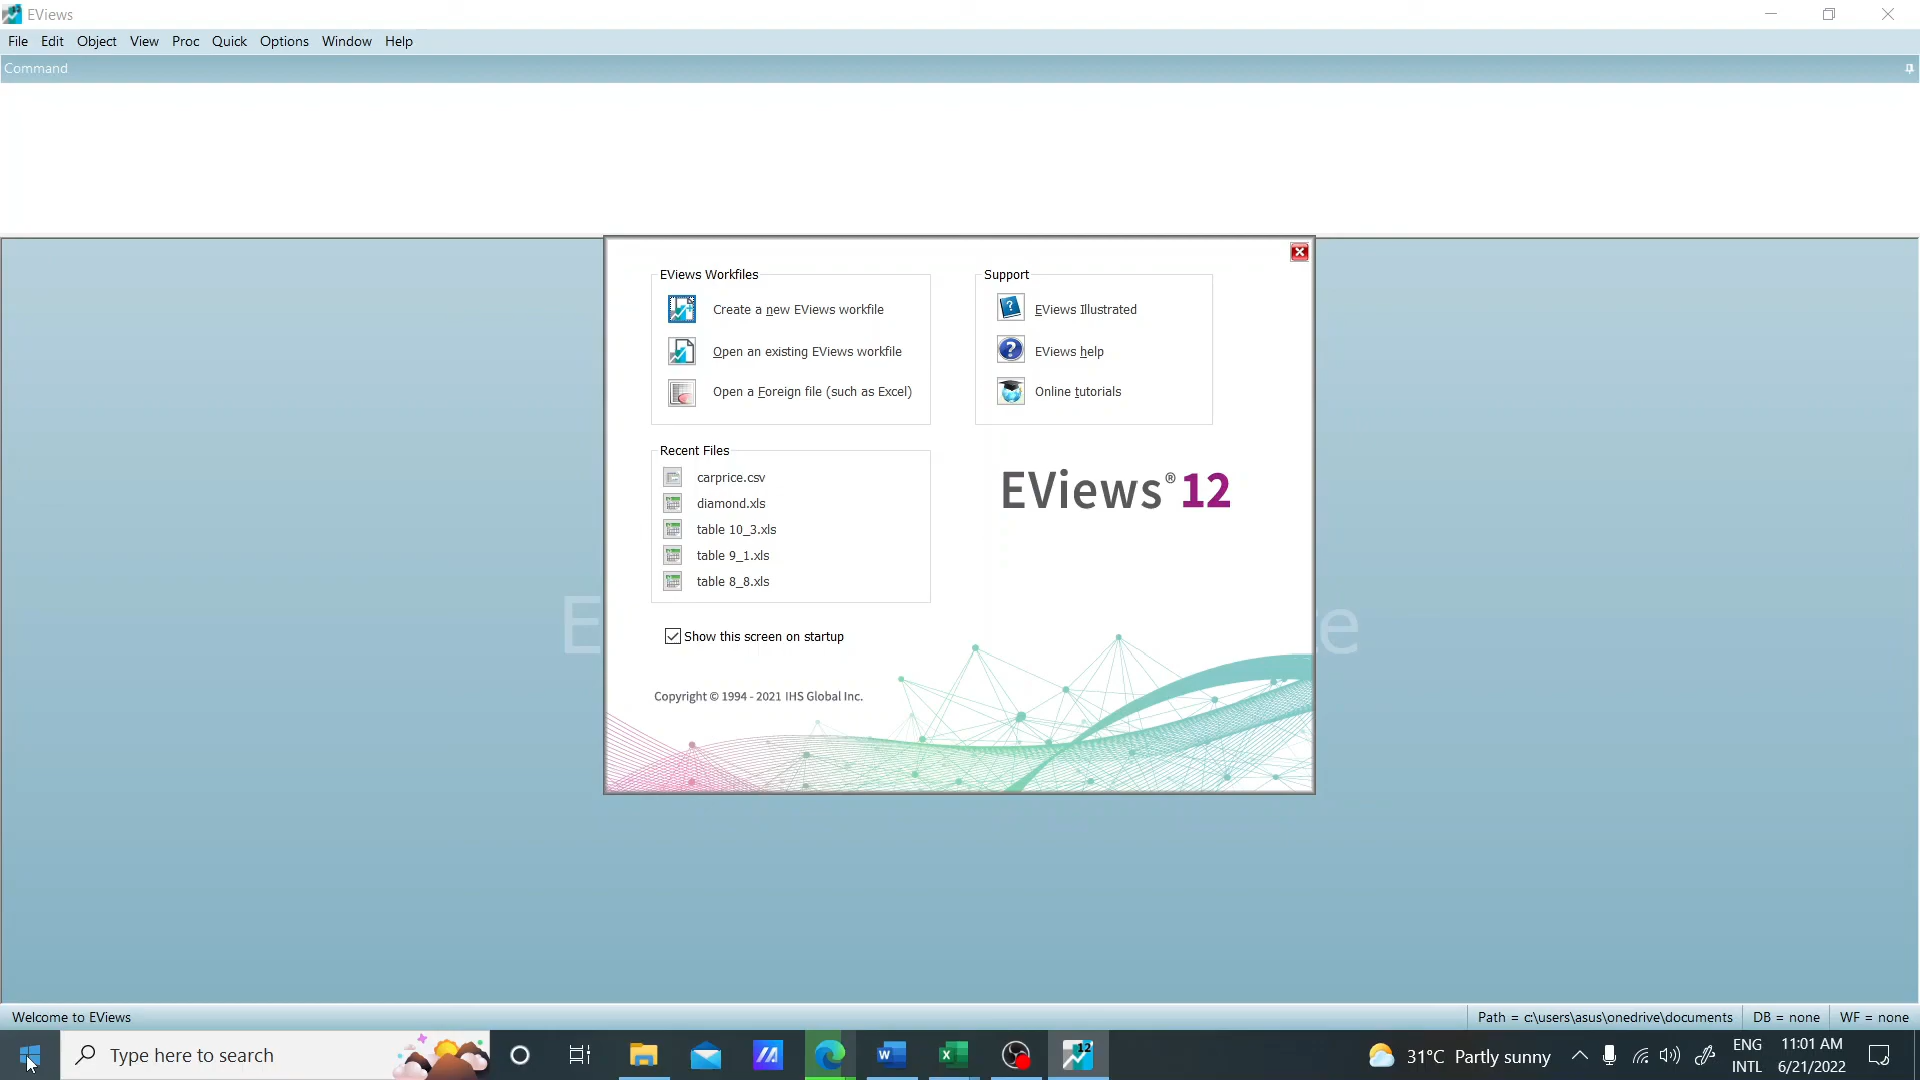 EViews
File Edit Object View Proc Quick Options Window Help
Command
EViews Workfiles
Create a new EViews workfile
Open an existing EViews workfile
Open a Foreign file (such as Excel)
Support
EViews Illustrated
EViews help
Online tutorials
Recent Files
carprice.csv
diamond.xls
table 10_3.xls
table 9_1.xls
table 8_8.xls
EViews® 12
Show this screen on startup
Copyright © 1994 - 2021 IHS Global Inc.
Welcome to EViews
Path = c:\users\asus\onedrive\documents DB = none WF = none
Type here to search
12
31°C Partly sunny
ENG
INTL
11:01 AM
6/21/2022